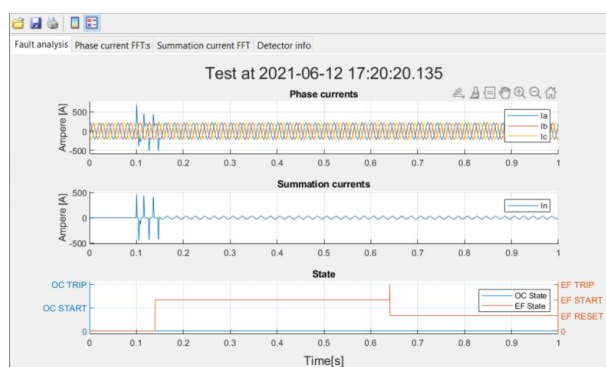 Fault analysis Phase current FFT:s Summation current FFT Detector info
Test at 2021-06-12 17:20:20.135
Phase currents
Ampere [A]
500
0
-500
Ia
Ib
Ic
0 0.1 0.2 0.3 0.4 0.5 0.6 0.7 0.8 0.9 1
Summation currents
Ampere [A]
500
0
-500
In
0 0.1 0.2 0.3 0.4 0.5 0.6 0.7 0.8 0.9 1
State
OC TRIP
OC START
0
OC State
EF State
EF TRIP
EF START
EF RESET
0
0 0.1 0.2 0.3 0.4 0.5 0.6 0.7 0.8 0.9 1
Time[s]